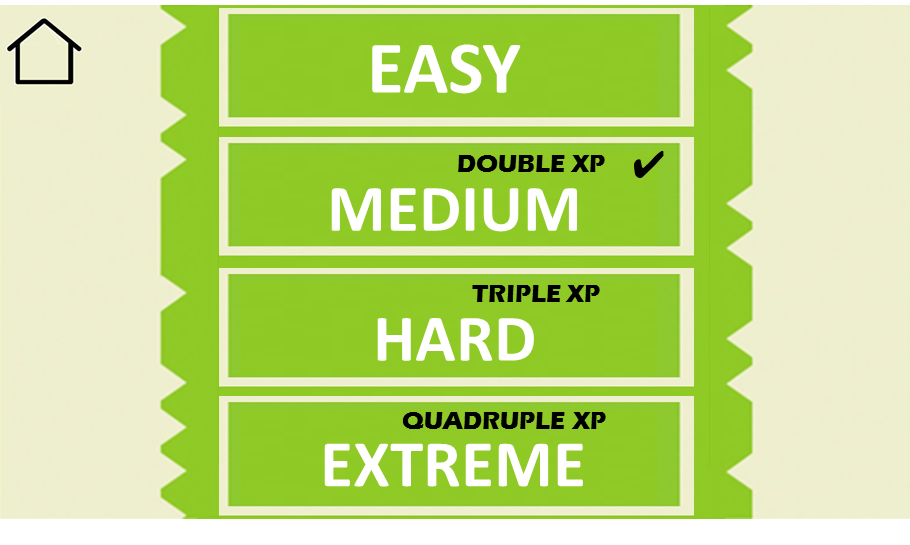 EASY
DOUBLE XP ✔
MEDIUM
TRIPLE XP
HARD
QUADRUPLE XP
EXTREME